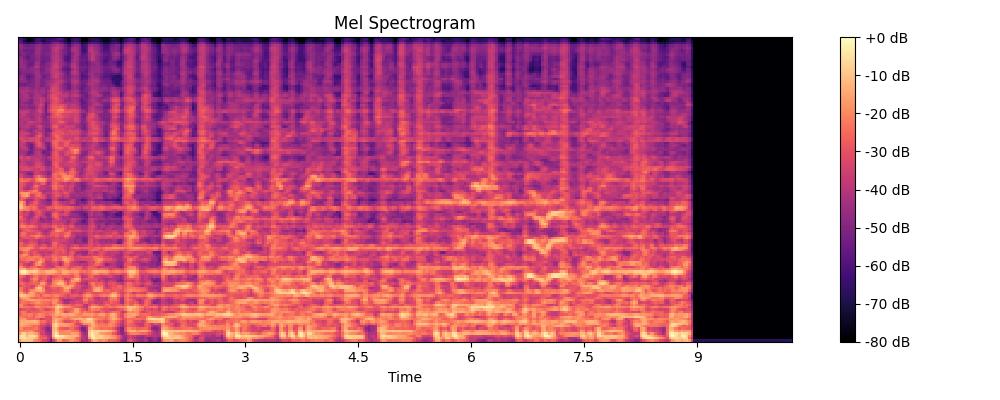 Mel Spectrogram
+0 dB
-10 dB
-20 dB
-30 dB
-40 dB
-50 dB
-60 dB
-70 dB
-80 dB
0 1.5 3 4.5 6 7.5 9
Time